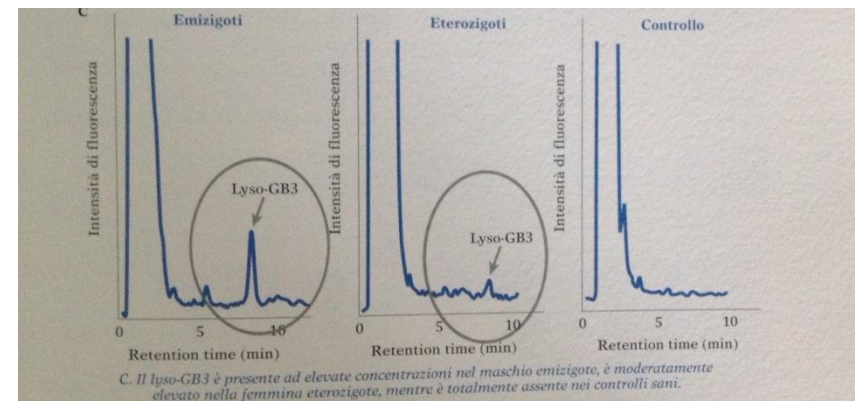 C
Emizigoti
Eterozigoti
Controllo
Intensità di fluorescenza
Lyso-GB3
0 5 10
Retention time (min)
Intensità di fluorescenza
Lyso-GB3
0 5 10
Retention time (min)
Intensità di fluorescenza
0 5 10
Retention time (min)
C. Il lyso-GB3 è presente ad elevate concentrazioni nel maschio emizigote, è moderatamente
elevato nella femmina eterozigote, mentre è totalmente assente nei controlli sani.